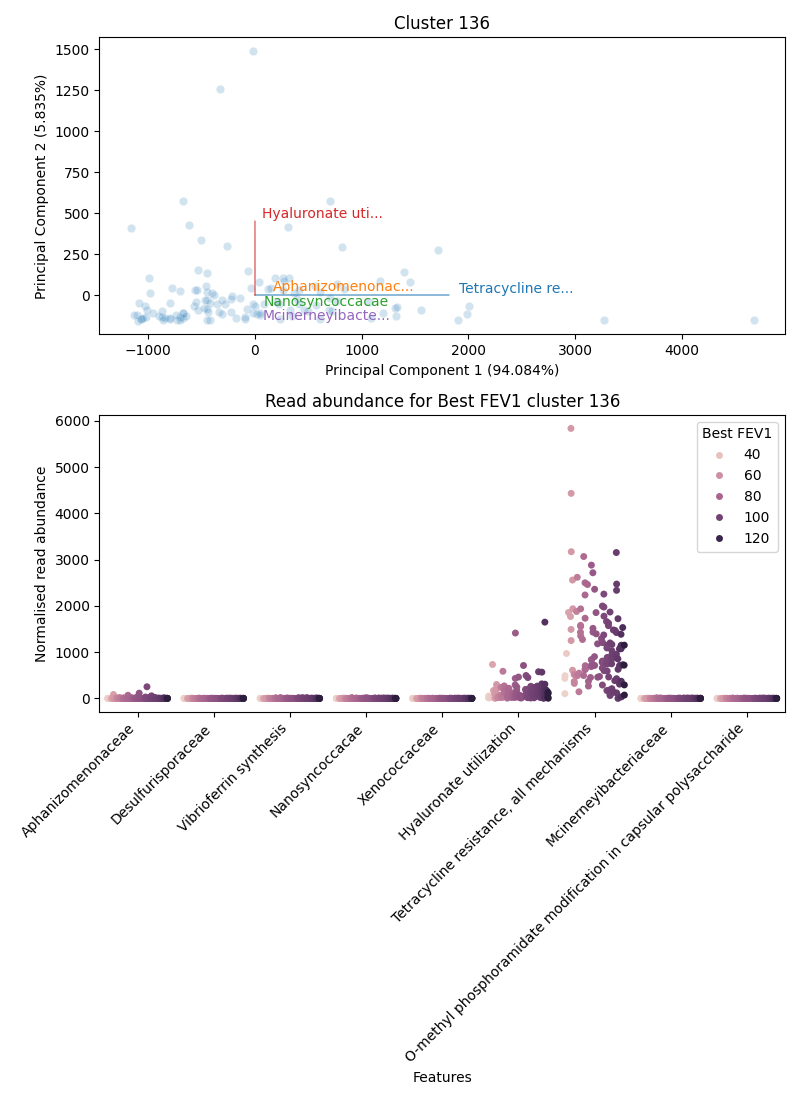 Cluster 136
Principal Component 2 (5.835%)
1500
1250
1000
750
500
250
0
Hyaluronate uti...
Aphanizomenonac...
Tetracycline re...
Nanosyncoccaceae
Mcinerneyibacte...
−1000
0
1000
2000
3000
4000
Principal Component 1 (94.084%)
Read abundance for Best FEV1 cluster 136
Normalised read abundance
6000
5000
4000
3000
2000
1000
0
Best FEV1
40
60
80
100
120
Aphanizomenonaceae
Desulfurisporaceae
Vibrioferrin synthesis
Nanosyncoccacae
Xenococcaceae
Hyaluronate utilization
Tetracycline resistance, all mechanisms
Mcinerneyibacteriaceae
O-methyl phosphoramidate modification in capsular polysaccharide
Features